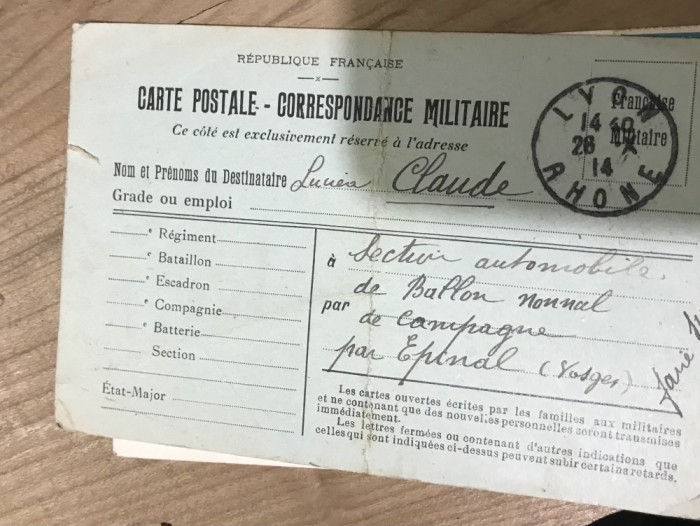 RÉPUBLIQUE FRANÇAISE
CARTE POSTALE - CORRESPONDANCE MILITAIRE
Ce côté est exclusivement réservé à l'adresse
Française
Militaire
LYON
14 40
26
14
RHONE
Nom et Prénoms du Destinataire Lucien Claude
Grade ou emploi
e Régiment
e Bataillon
e Escadron
e Compagnie
e Batterie
Section
État-Major
à Section automobile
de Ballon nonnal
par de campagne
par Epinal (Vosges)
Les cartes ouvertes écrites par les familles aux militaires
et ne contenant que des nouvelles personnelles seront transmises
immédiatement.
Les lettres fermées ou contenant d'autres indications que
celles qui sont indiquées ci-dessus peuvent subir certains retards.